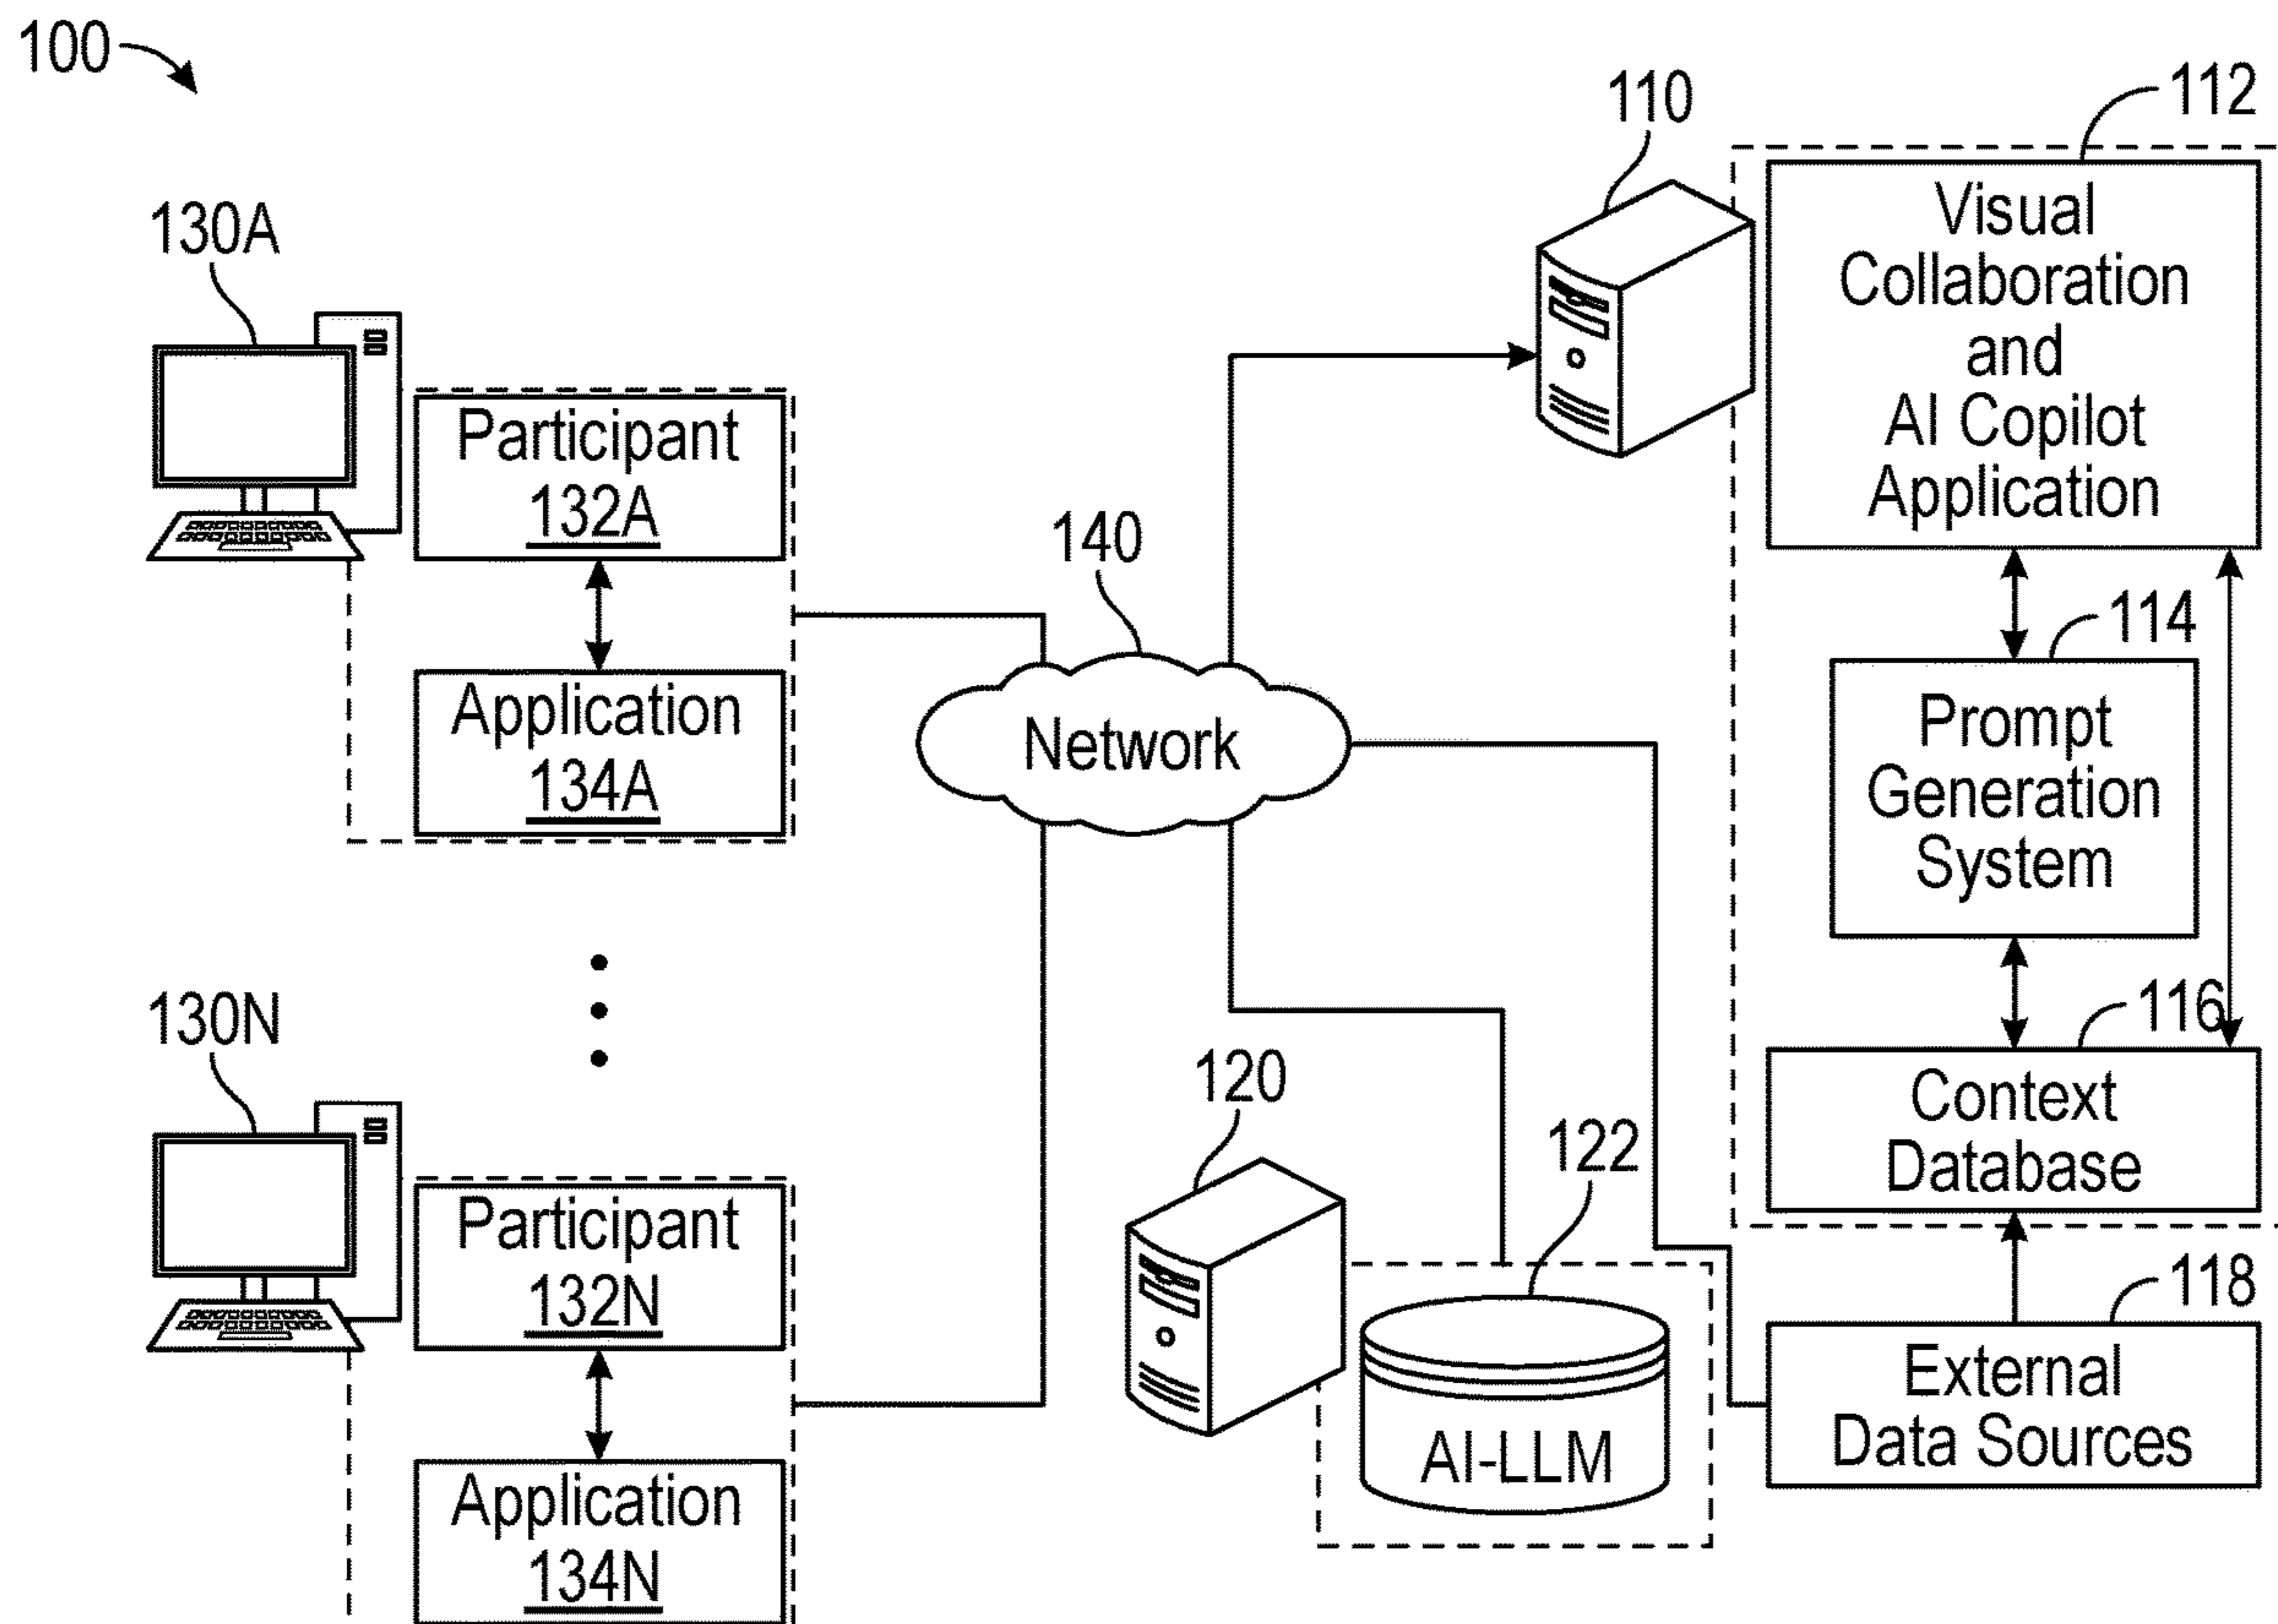 100
110
112
Visual
Collaboration
and
AI Copilot
Application
130A
Participant
132A
Application
134A
140
Network
114
Prompt
Generation
System
116
Context
Database
130N
Participant
132N
Application
134N
120
122
AI-LLM
118
External
Data Sources